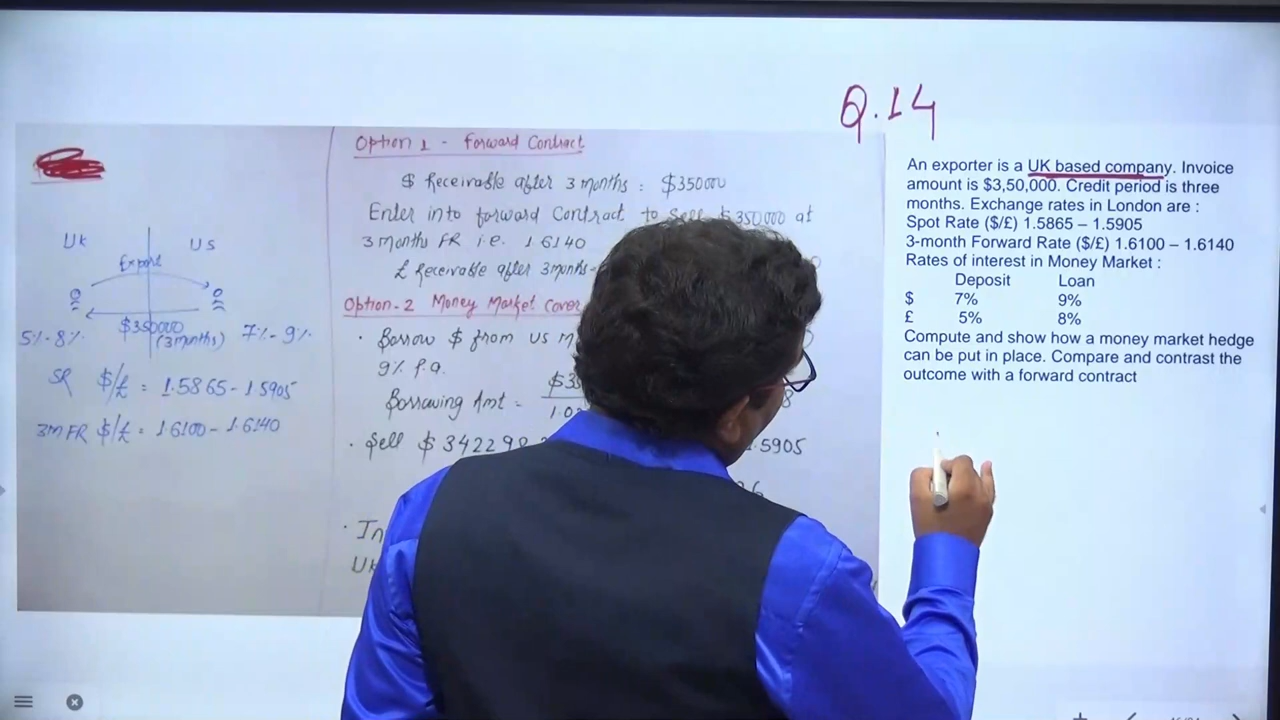 Q.14
UK
US
Export
$350000
(3months)
5%-8%
7%-9%
SR $/£ = 1.5865 - 1.5905
3M FR $/£ = 1.6100 - 1.6140
Option 1 - Forward Contract
$ Receivable after 3 months : $350000
Enter into forward Contract to sell $350,000 at
3 months FR i.e. 1.6140
£ Receivable after 3months
Option-2 Money Market Cover
· Borrow $ from US
9% p.a.
Borrowing Amt =
· Sell $ 342298
.5905
An exporter is a UK based company. Invoice
amount is $3,50,000. Credit period is three
months. Exchange rates in London are :
Spot Rate ($/£) 1.5865 – 1.5905
3-month Forward Rate ($/£) 1.6100 – 1.6140
Rates of interest in Money Market :
Deposit Loan
$ 7% 9%
£ 5% 8%
Compute and show how a money market hedge
can be put in place. Compare and contrast the
outcome with a forward contract